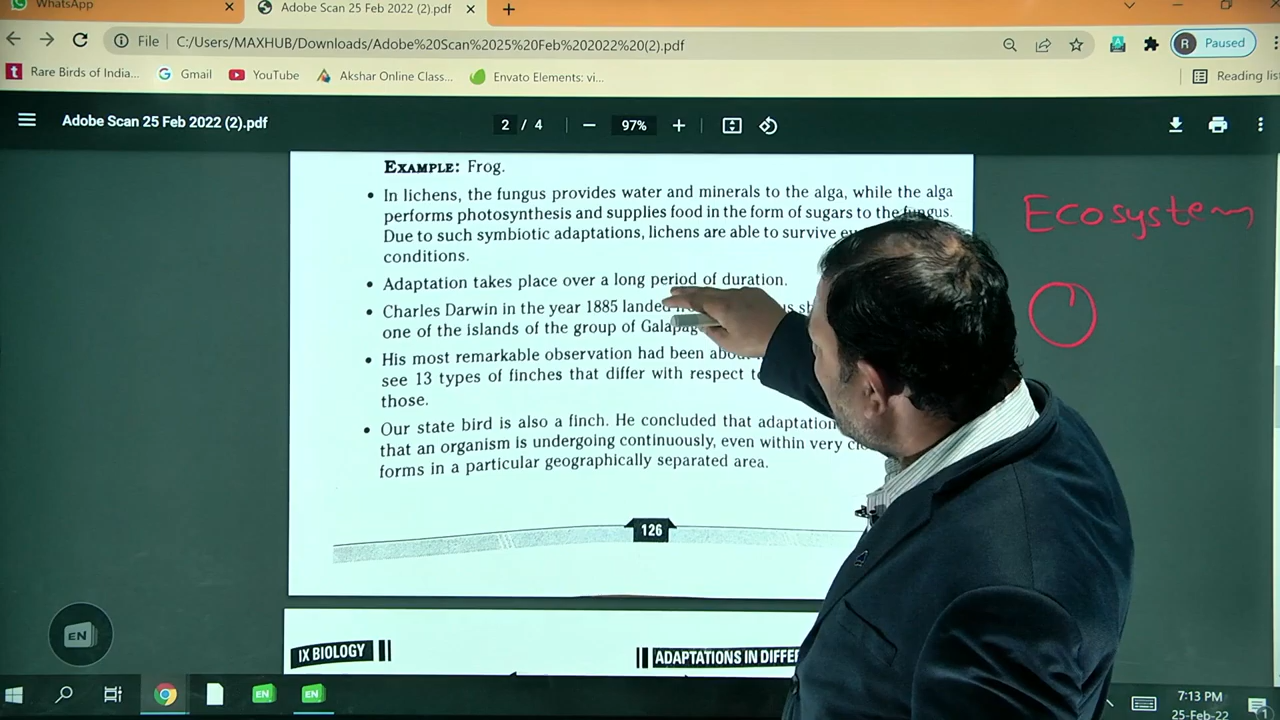 WhatsApp
Adobe Scan 25 Feb 2022 (2).pdf
File C:/Users/MAXHUB/Downloads/Adobe%20Scan%2025%20Feb%202022%20(2).pdf
R Paused
Rare Birds of India...
Gmail
YouTube
Akshar Online Class...
Envato Elements: vi...
Reading list
Adobe Scan 25 Feb 2022 (2).pdf
2 / 4
97%
EXAMPLE: Frog.
• In lichens, the fungus provides water and minerals to the alga, while the alga
performs photosynthesis and supplies food in the form of sugars to the fungus.
Due to such symbiotic adaptations, lichens are able to survive
conditions.
• Adaptation takes place over a long period of duration.
• Charles Darwin in the year 1885 landed
one of the islands of the group of
• His most remarkable observation had been
see 13 types of finches that differ with respect
those.
• Our state bird is also a finch. He concluded that adaptation
that an organism is undergoing continuously, even within very
forms in a particular geographically separated area.
126
IX BIOLOGY
ADAPTATIONS IN
Ecosystem
EN
EN
EN
7:13 PM
25-Feb-22